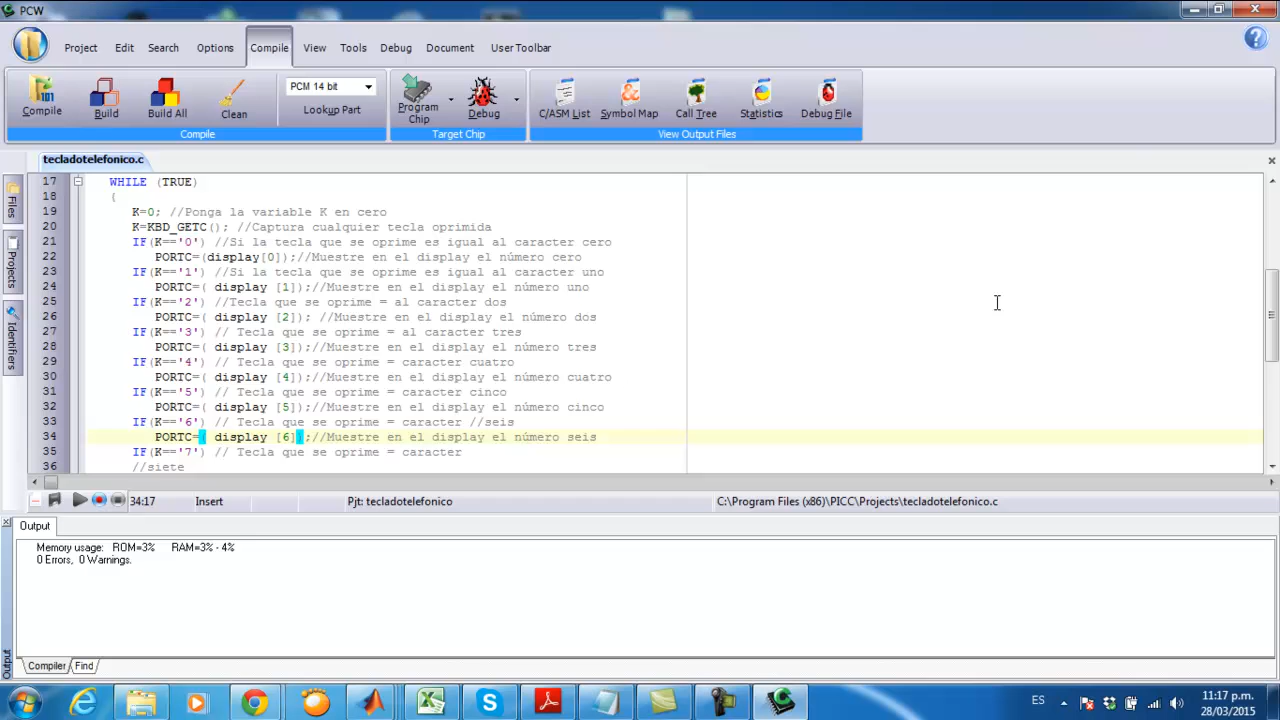 PCW
Project Edit Search Options Compile View Tools Debug Document User Toolbar
Compile Build Build All Clean PCM 14 bit Lookup Part Program Chip Debug C/ASM List Symbol Map Call Tree Statistics Debug File
Compile Target Chip View Output Files
tecladotelefonico.c
Files
Projects
Identifiers
17 WHILE (TRUE)
18 {
19 K=0; //Ponga la variable K en cero
20 K=KBD_GETC(); //Captura cualquier tecla oprimida
21 IF(K=='0') //Si la tecla que se oprime es igual al caracter cero
22 PORTC=(display[0]);//Muestre en el display el número cero
23 IF(K=='1') //Si la tecla que se oprime es igual al caracter uno
24 PORTC=( display [1]);//Muestre en el display el número uno
25 IF(K=='2') //Tecla que se oprime = al caracter dos
26 PORTC=( display [2]); //Muestre en el display el número dos
27 IF(K=='3') // Tecla que se oprime = al caracter tres
28 PORTC=( display [3]);//Muestre en el display el número tres
29 IF(K=='4') // Tecla que se oprime = caracter cuatro
30 PORTC=( display [4]);//Muestre en el display el número cuatro
31 IF(K=='5') // Tecla que se oprime = caracter cinco
32 PORTC=( display [5]);//Muestre en el display el número cinco
33 IF(K=='6') // Tecla que se oprime = caracter //seis
34 PORTC=( display [6]);//Muestre en el display el número seis
35 IF(K=='7') // Tecla que se oprime = caracter
36 //siete
34:17 Insert Pjt: tecladotelefonico C:\Program Files (x86)\PICC\Projects\tecladotelefonico.c
Output
Memory usage: ROM=3% RAM=3% - 4%
0 Errors, 0 Warnings.
Output
Compiler Find
ES 11:17 p.m.
28/03/2015